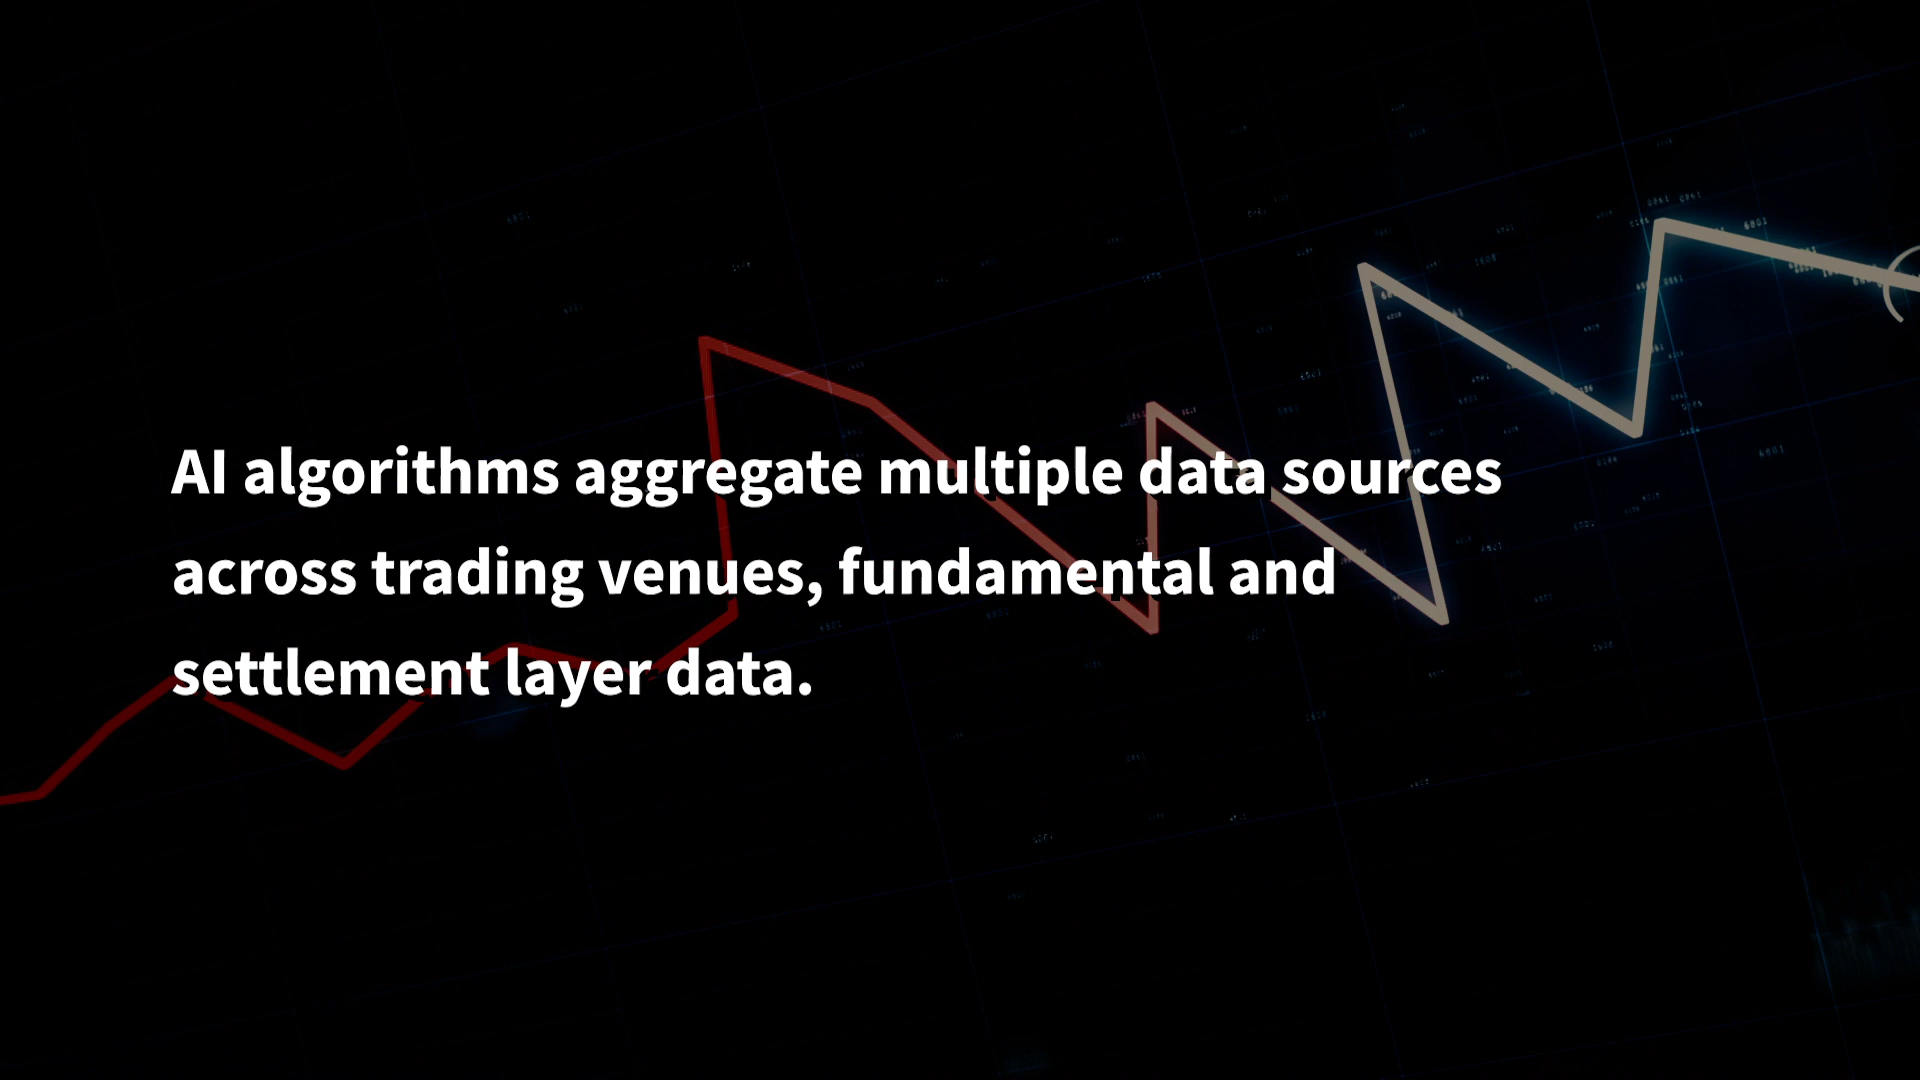 AI algorithms aggregate multiple data sources
across trading venues, fundamental and
settlement layer data.